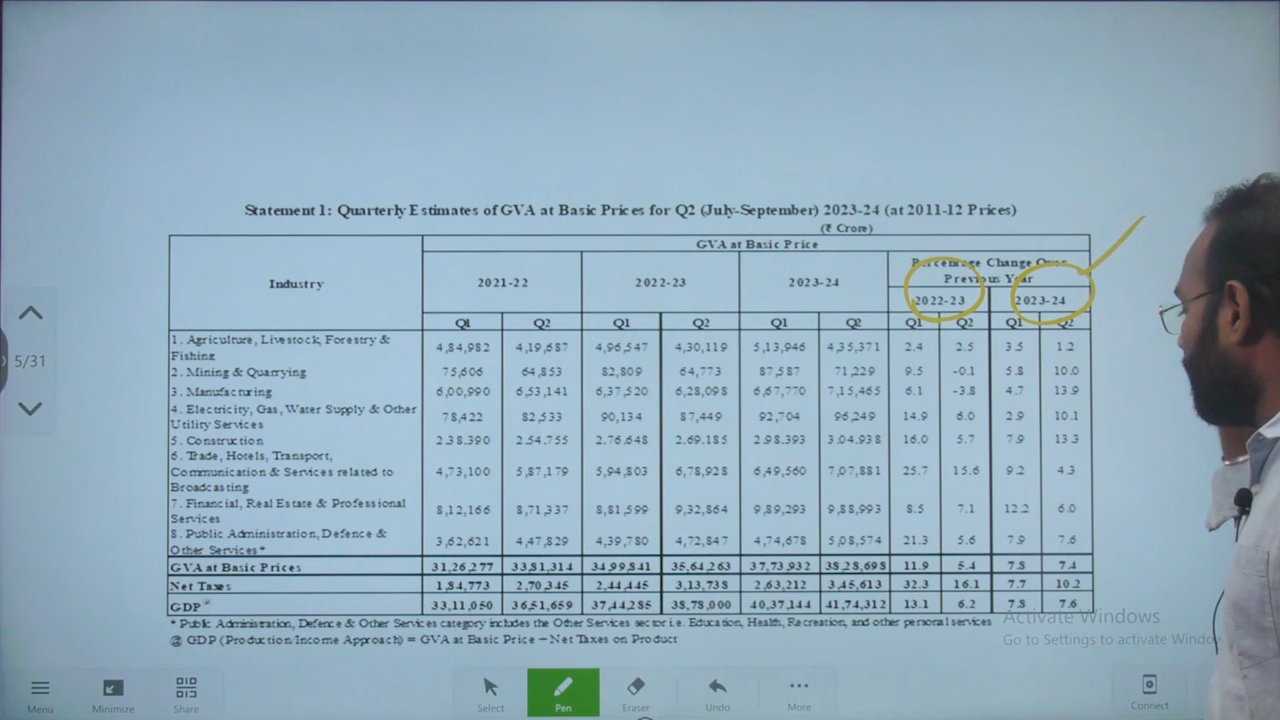 Statement 1: Quarterly Estimates of GVA at Basic Prices for Q2 (July-September) 2023-24 (at 2011-12 Prices)
(₹ Crore)
Industry GVA at Basic Price
2021-22 2022-23 2023-24 Percentage Change Over Previous Year
2022-23 2023-24
Q1 Q2 Q1 Q2 Q1 Q2 Q1 Q2 Q1 Q2
1. Agriculture, Livestock, Forestry &
Fishing 4,84,982 4,19,687 4,96,547 4,30,119 5,13,946 4,35,371 2.4 2.5 3.5 1.2
2. Mining & Quarrying 75,606 64,853 82,809 64,773 87,587 71,229 9.5 -0.1 5.8 10.0
3. Manufacturing 6,00,990 6,53,141 6,37,520 6,28,098 6,67,770 7,15,465 6.1 -3.8 4.7 13.9
4. Electricity, Gas, Water Supply & Other
Utility Services 78,422 82,533 90,134 87,449 92,704 96,249 14.9 6.0 2.9 10.1
5. Construction 2.38.390 2.54.755 2.76.648 2.69.185 2.98.393 3.04.938 16.0 5.7 7.9 13.3
6. Trade, Hotels, Transport,
Communication & Services related to
Broadcasting 4,73,100 5,87,179 5,94,803 6,78,928 6,49,560 7,07,881 25.7 15.6 9.2 4.3
7. Financial, Real Estate & Professional
Services 8,12,166 8,71,337 8,81,599 9,32,864 9,89,293 9,88,993 8.5 7.1 12.2 6.0
8. Public Administration, Defence &
Other Services* 3,62,621 4,47,829 4,39,780 4,72,847 4,74,678 5,08,574 21.3 5.6 7.9 7.6
GVA at Basic Prices 31,26,277 33,81,314 34,99,841 35,64,263 37,73,932 38,28,698 11.9 5.4 7.8 7.4
Net Taxes 1,84,773 2,70,345 2,44,445 3,13,738 2,63,212 3,45,613 32.3 16.1 7.7 10.2
GDP@ 33,11,050 36,51,659 37,44,285 38,78,000 40,37,144 41,74,312 13.1 6.2 7.8 7.6
* Public Administration, Defence & Other Services category includes the Other Services sector i.e. Education, Health, Recreation, and other personal services
@ GDP (Production/Income Approach) = GVA at Basic Price – Net Taxes on Product
5/31
Activate Windows
Go to Settings to activate Windo
Menu Minimize Share Select Pen Eraser Undo More Connect